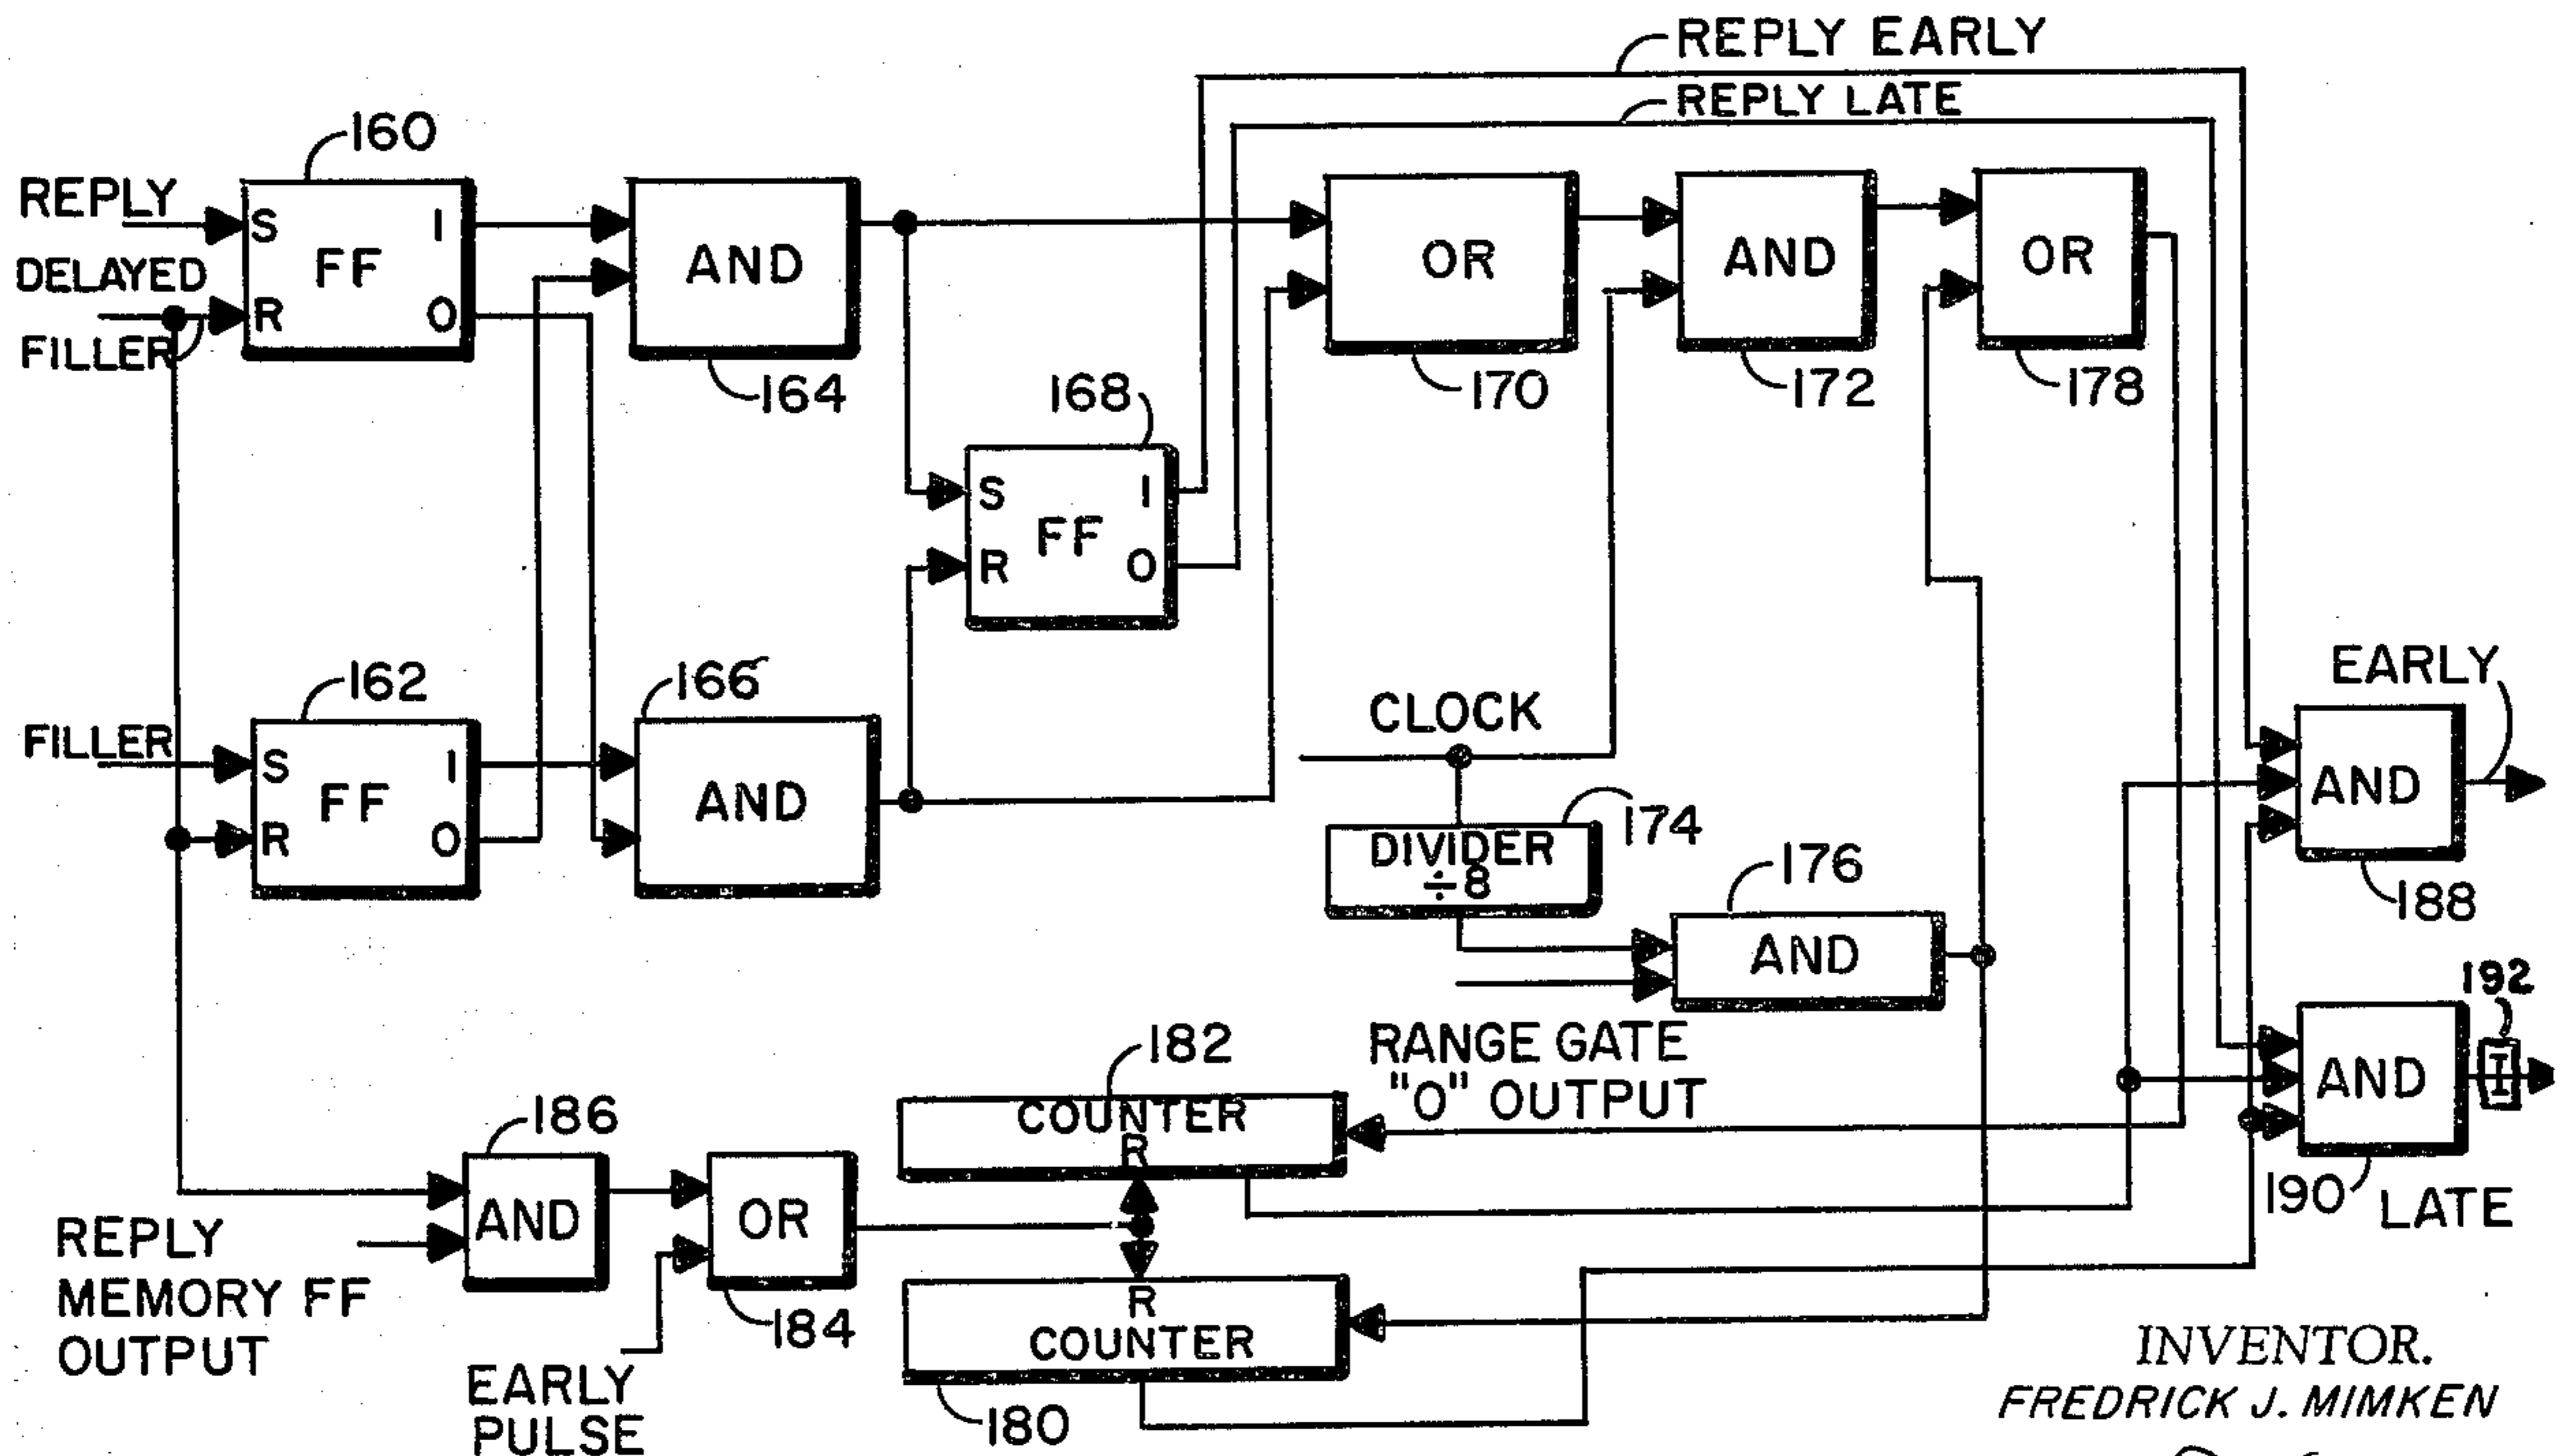 REPLY EARLY
REPLY LATE
160
REPLY
S
1
FF
DELAYED
R
0
FILLER
AND
164
OR
170
AND
172
OR
178
168
S
1
FF
R
0
162
FILLER
S
1
FF
R
0
166
AND
CLOCK
DIVIDER
÷8
174
176
AND
EARLY
AND
188
192
I
AND
190
LATE
RANGE GATE
"0" OUTPUT
182
COUNTER
R
186
AND
OR
184
REPLY
MEMORY FF
OUTPUT
EARLY
PULSE
R
COUNTER
180
INVENTOR.
FREDRICK J. MIMKEN